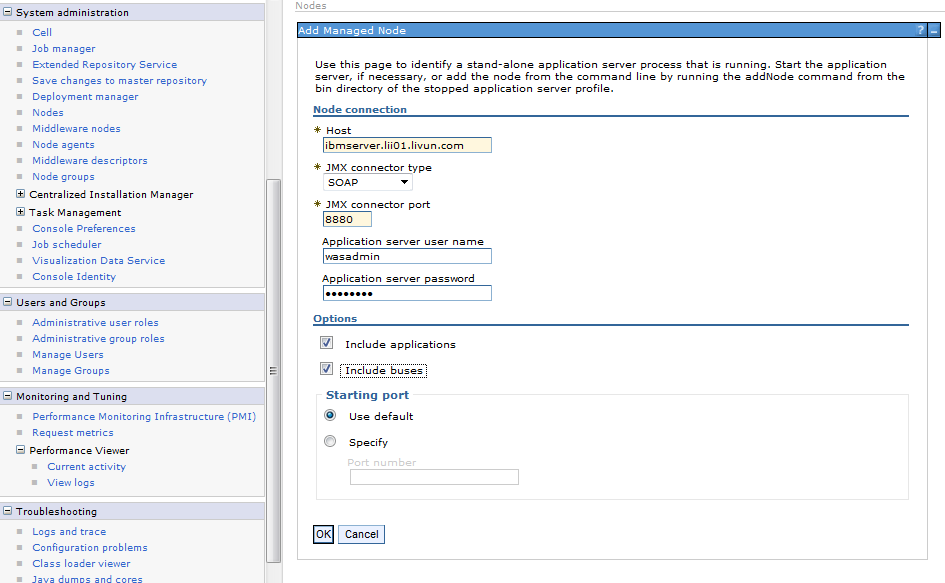 System administration
Cell
Job manager
Extended Repository Service
Save changes to master repository
Deployment manager
Nodes
Middleware nodes
Node agents
Middleware descriptors
Node groups
Centralized Installation Manager
Task Management
Console Preferences
Job scheduler
Visualization Data Service
Console Identity
Users and Groups
Administrative user roles
Administrative group roles
Manage Users
Manage Groups
Monitoring and Tuning
Performance Monitoring Infrastructure (PMI)
Request metrics
Performance Viewer
Current activity
View logs
Troubleshooting
Logs and trace
Configuration problems
Class loader viewer
Java dumps and cores
Nodes
Add Managed Node
? –
Use this page to identify a stand-alone application server process that is running. Start the application
server, if necessary, or add the node from the command line by running the addNode command from the
bin directory of the stopped application server profile.
Node connection
* Host
ibmserver.lii01.livun.com
* JMX connector type
SOAP
* JMX connector port
8880
Application server user name
wasadmin
Application server password
••••••••
Options
Include applications
Include buses
Starting port
Use default
Specify
Port number
OK Cancel